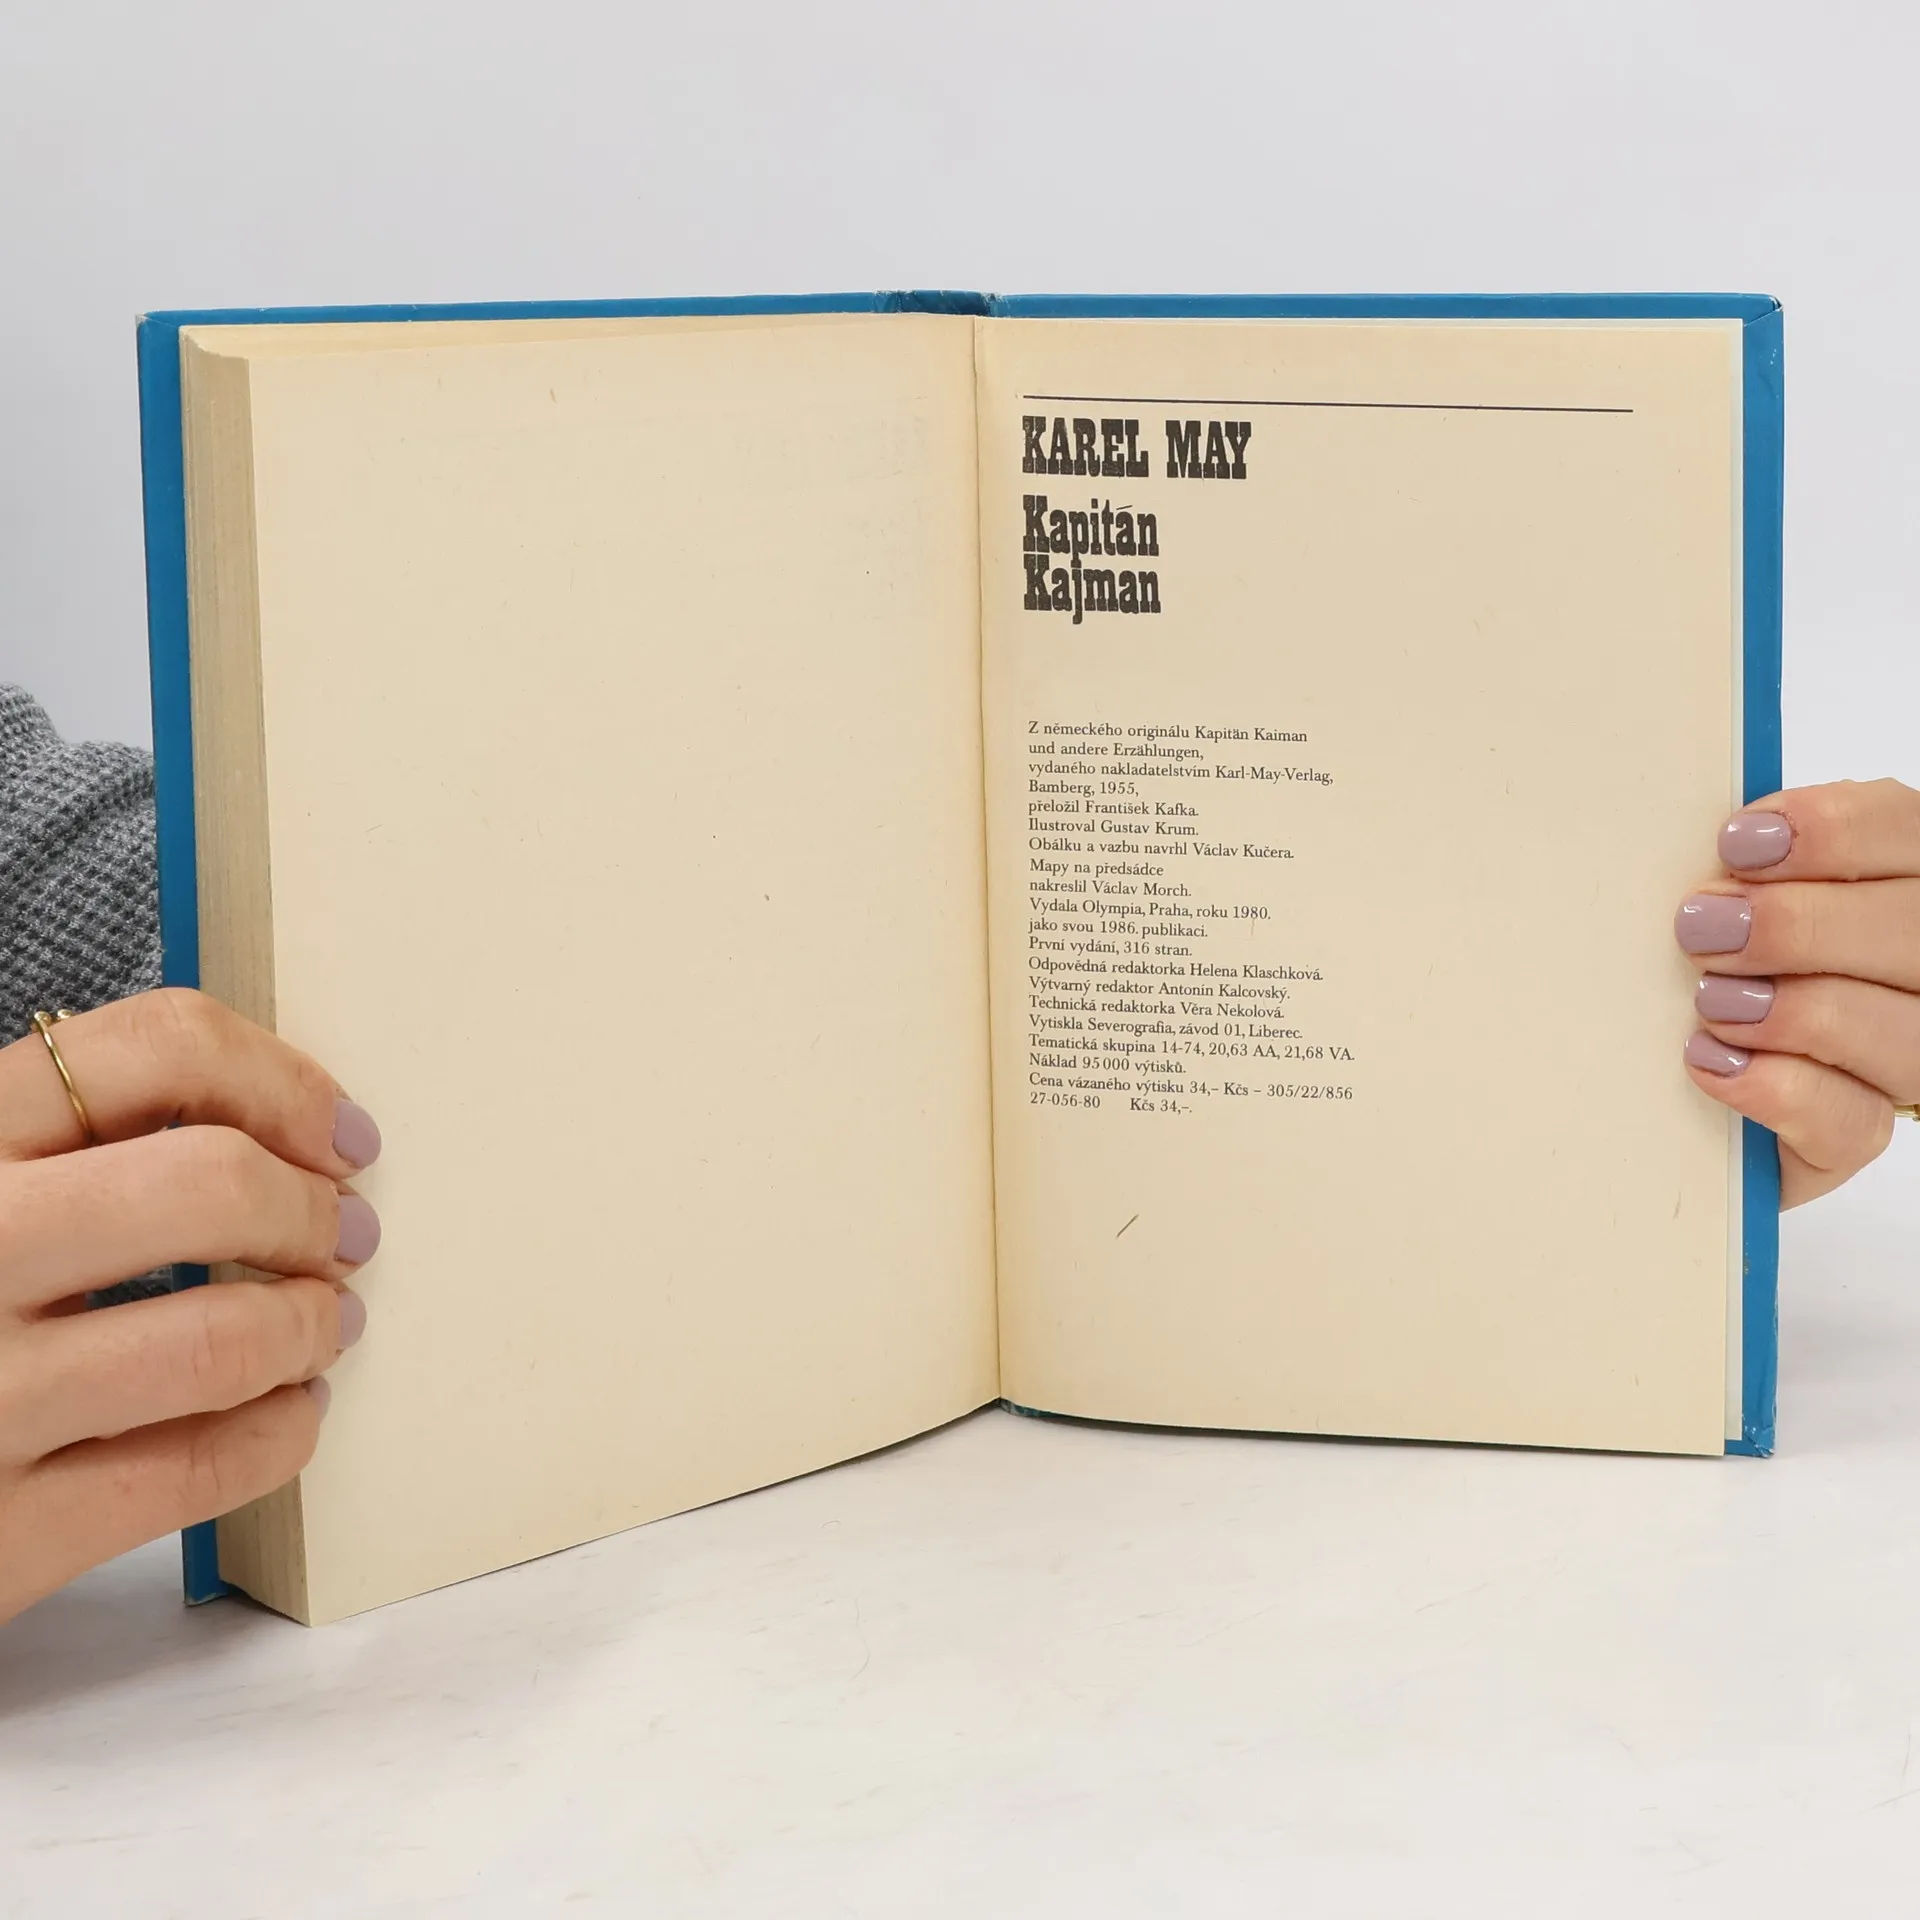 KAREL MAY
Kapitán
Kajman
Z německého originálu Kapitän Kaiman
und andere Erzählungen,
vydaného nakladatelstvím Karl-May-Verlag,
Bamberg, 1955,
přeložil František Kafka.
Ilustroval Gustav Krum.
Obálku a vazbu navrhl Václav Kučera.
Mapy na předsádce
nakreslil Václav Morch.
Vydala Olympia, Praha, roku 1980.
jako svou 1986. publikaci.
První vydání, 316 stran.
Odpovědná redaktorka Helena Klaschková.
Výtvarný redaktor Antonín Kalcovský.
Technická redaktorka Věra Nekolová.
Vytiskla Severografia, závod 01, Liberec.
Tematická skupina 14-74, 20,63 AA, 21,68 VA.
Náklad 95 000 výtisků.
Cena vázaného výtisku 34,– Kčs – 305/22/856
27-056-80 Kčs 34,–.